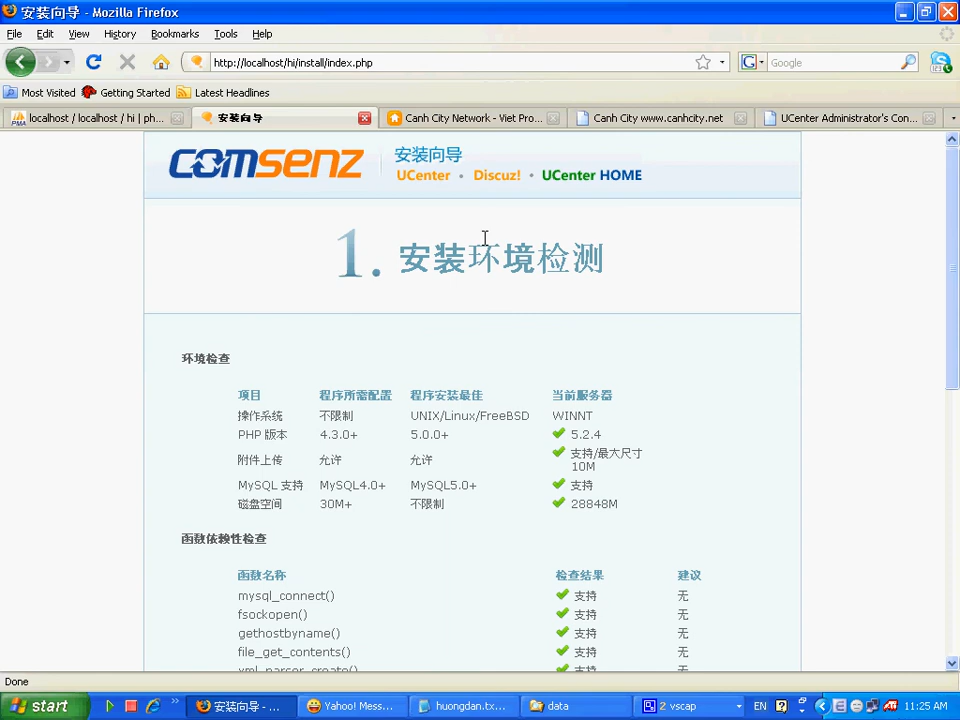 安装向导 - Mozilla Firefox
File Edit View History Bookmarks Tools Help
http://localhost/hi/install/index.php
G Google
Most Visited Getting Started Latest Headlines
localhost / localhost / hi | ph... 安装向导 Canh City Network - Viet Pro... Canh City www.canhcity.net UCenter Administrator's Con...
COMSENZ 安装向导
UCenter • Discuz! • UCenter HOME
1. 安装环境检测
环境检查
项目 程序所需配置 程序安装最佳 当前服务器
操作系统 不限制 UNIX/Linux/FreeBSD WINNT
PHP 版本 4.3.0+ 5.0.0+ 5.2.4
附件上传 允许 允许 支持/最大尺寸
10M
MySQL 支持 MySQL4.0+ MySQL5.0+ 支持
磁盘空间 30M+ 不限制 28848M
函数依赖性检查
函数名称 检查结果 建议
mysql_connect() 支持 无
fsockopen() 支持 无
gethostbyname() 支持 无
file_get_contents() 支持 无
xml_parser_create() 支持 无
Done
start 安装向导 - ... Yahoo! Mess... huongdan.tx... data 2 vscap EN 11:25 AM